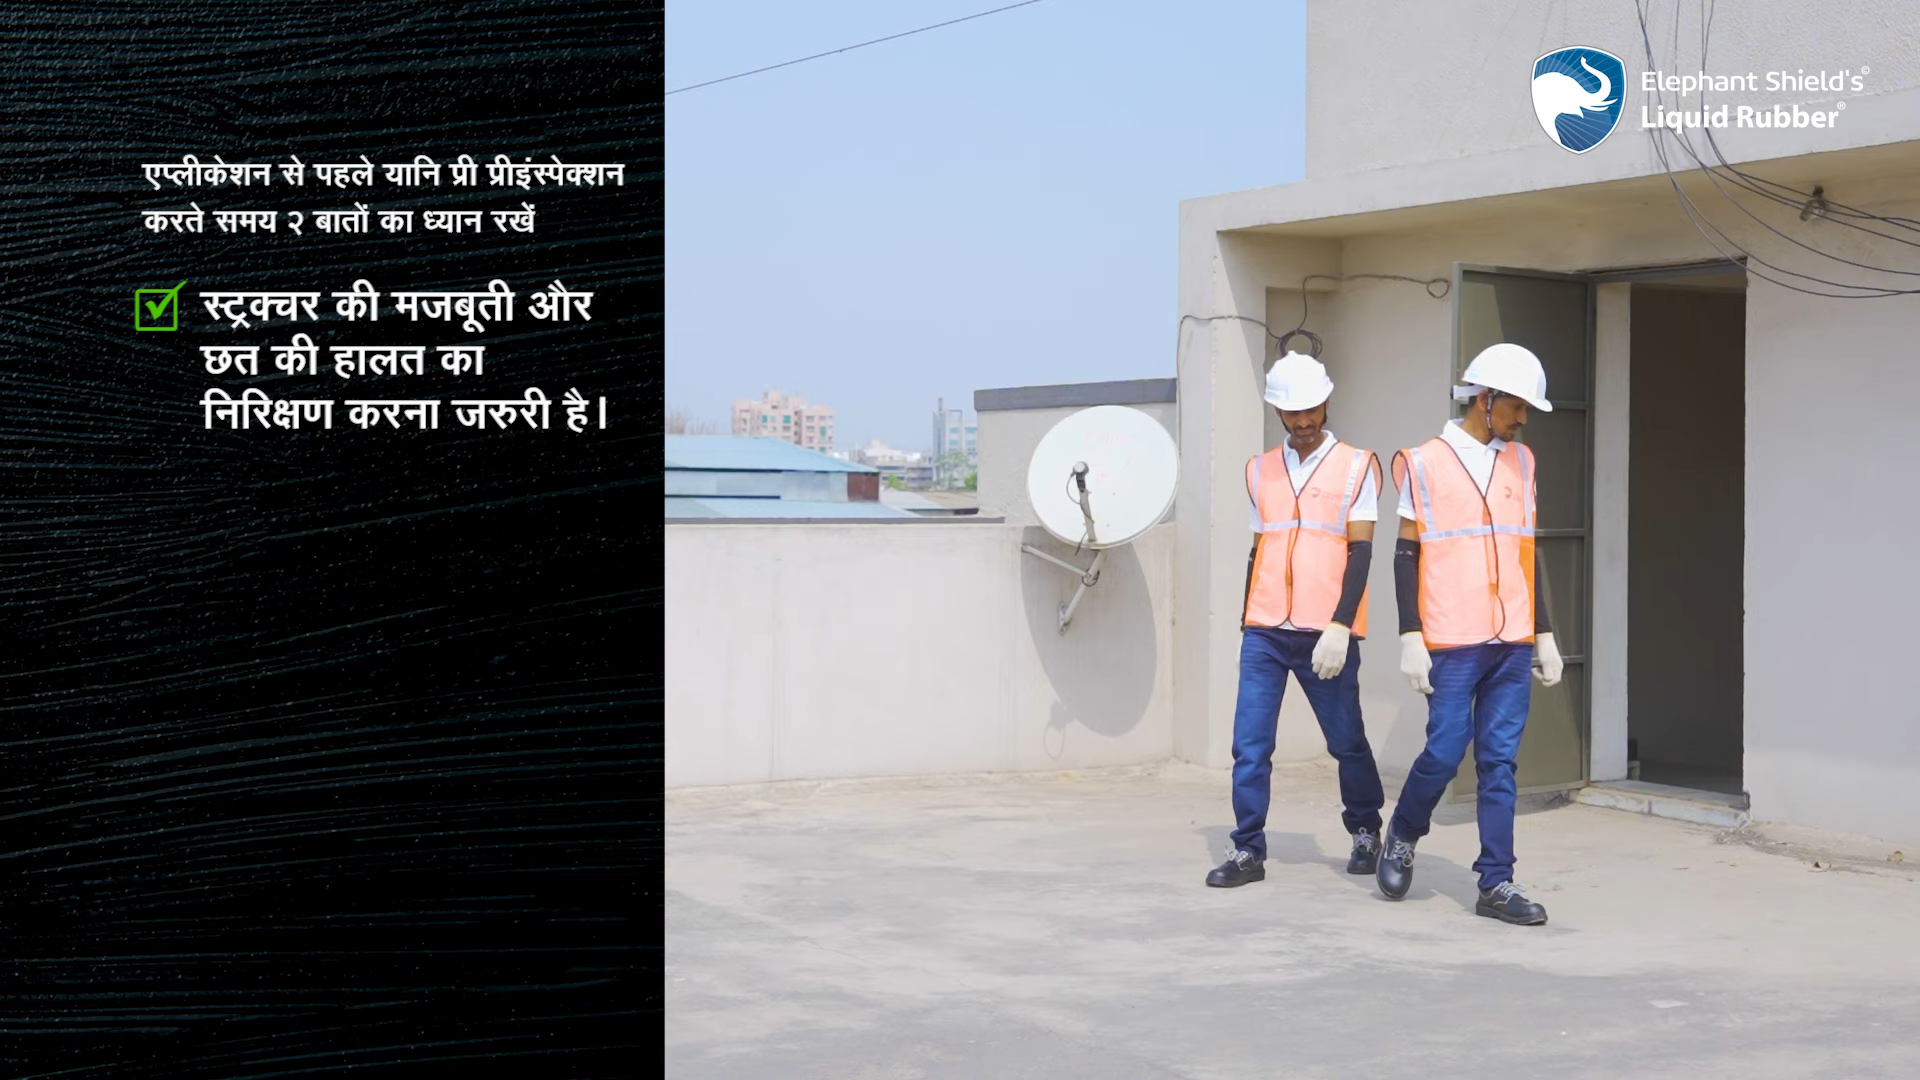 एप्लीकेशन से पहले यानि प्री प्रीइंस्पेक्शन
करते समय २ बातों का ध्यान रखें
स्ट्रक्चर की मजबूती और
छत की हालत का
निरिक्षण करना जरुरी है।
Elephant Shield's©
Liquid Rubber®